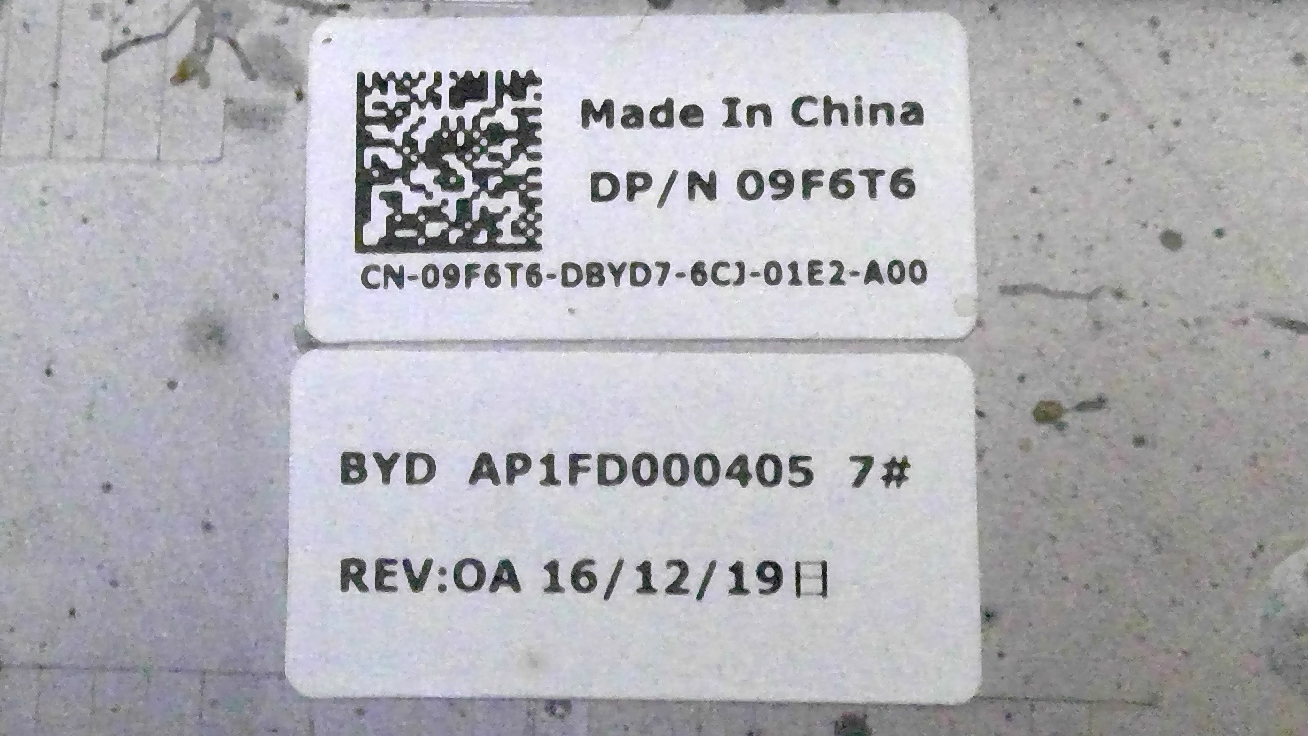 Made In China
DP/N 09F6T6
CN-09F6T6-DBYD7-6CJ-01E2-A00
BYD AP1FD000405 7#
REV:OA 16/12/19日